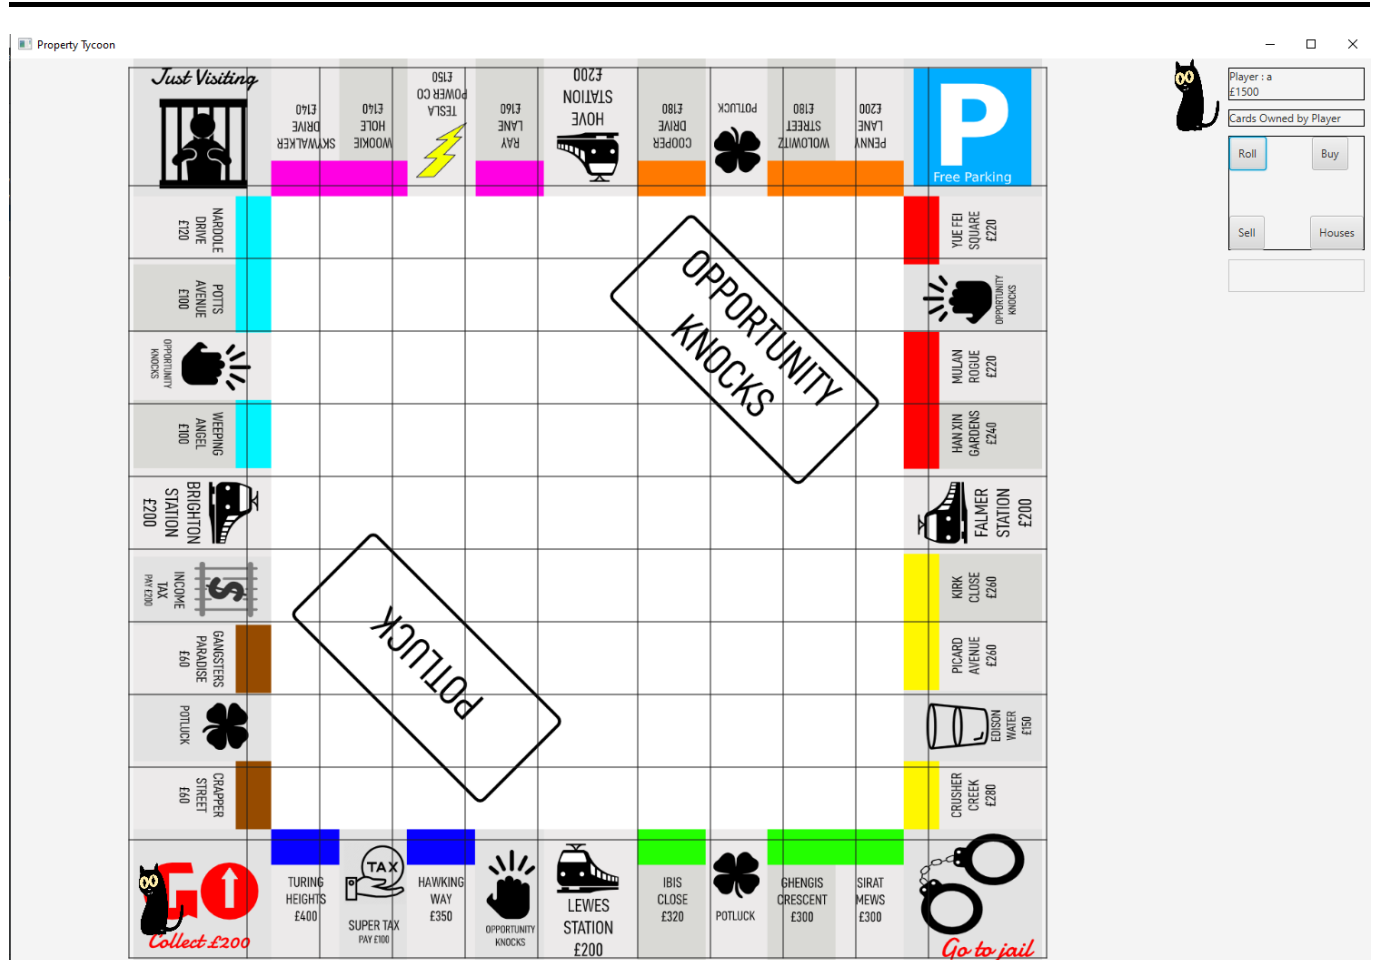 Property Tycoon
Just Visiting
SKYWALKER
DRIVE
£140
WOOKIE
HOLE
£140
TESLA
POWER CO
£150
RAY
LANE
£160
HOVE
STATION
£200
COOPER
DRIVE
£180
POTLUCK
WOLOWITZ
STREET
£180
PENNY
LANE
£200
P
Free Parking
Player : a
£1500
Cards Owned by Player
Roll
Buy
Sell
Houses
NARDOLE
DRIVE
£120
POTTS
AVENUE
£100
OPPORTUNITY
KNOCKS
WEEPING
ANGEL
£100
BRIGHTON
STATION
£200
INCOME
TAX
PAY £200
$
GANGSTERS
PARADISE
£60
POTLUCK
CRAPPER
STREET
£60
OPPORTUNITY
KNOCKS
POTLUCK
YUE FEI
SQUARE
£220
OPPORTUNITY
KNOCKS
MULAN
ROGUE
£220
HAN XIN
GARDENS
£240
FALMER
STATION
£200
KIRK
CLOSE
£260
PICARD
AVENUE
£260
EDISON
WATER
£150
CRUSHER
CREEK
£280
GO
Collect £200
TURING
HEIGHTS
£400
TAX
SUPER TAX
PAY £100
HAWKING
WAY
£350
OPPORTUNITY
KNOCKS
LEWES
STATION
£200
IBIS
CLOSE
£320
POTLUCK
GHENGIS
CRESCENT
£300
SIRAT
MEWS
£300
Go to jail